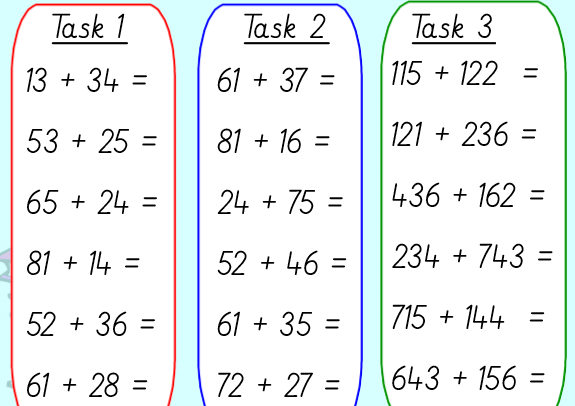 Task 1
13 + 34 =
53 + 25 =
65 + 24 =
81 + 14 =
52 + 36 =
61 + 28 =
Task 2
61 + 37 =
81 + 16 =
24 + 75 =
52 + 46 =
61 + 35 =
72 + 27 =
Task 3
115 + 122 =
121 + 236 =
436 + 162 =
234 + 743 =
715 + 144 =
643 + 156 =